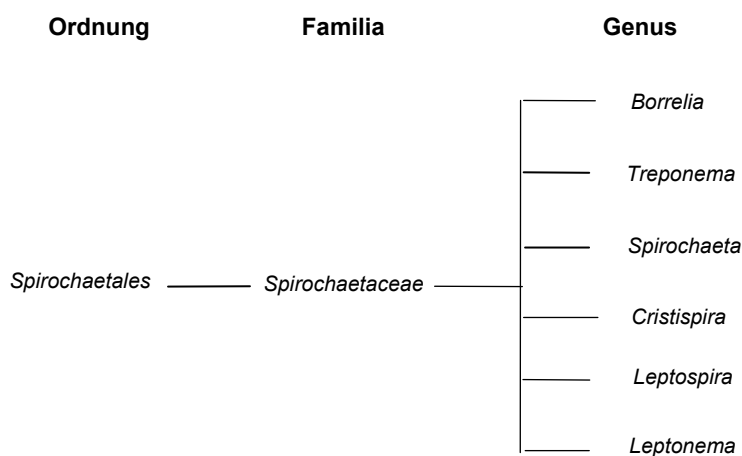 Ordnung Familia Genus
Borrelia
Treponema
Spirochaeta
Spirochaetales Spirochaetaceae
Cristispira
Leptospira
Leptonema